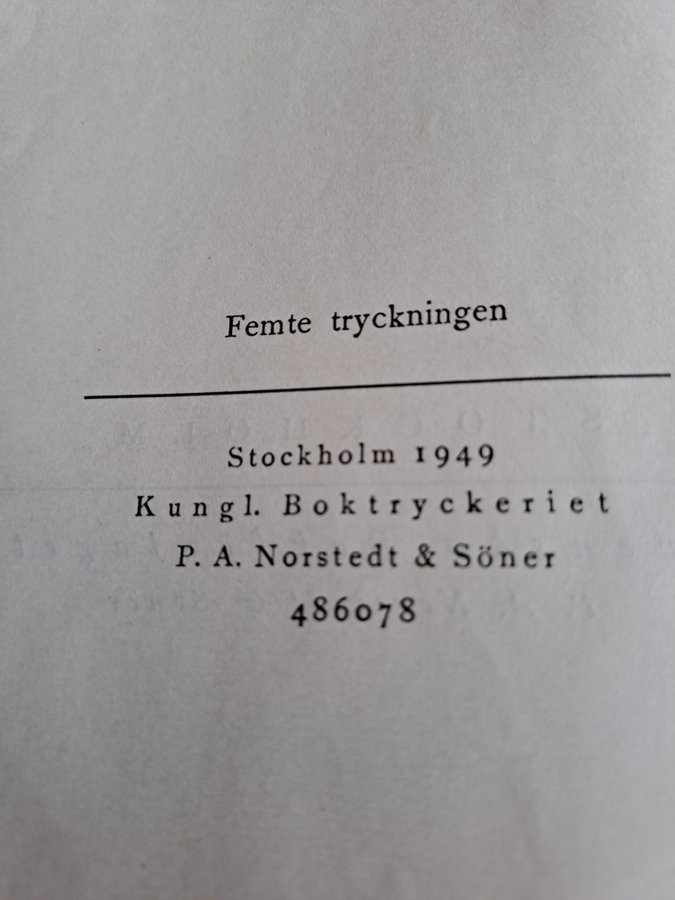 Femte tryckningen
Stockholm 1949
Kungl. Boktryckeriet
P. A. Norstedt & Söner
486078